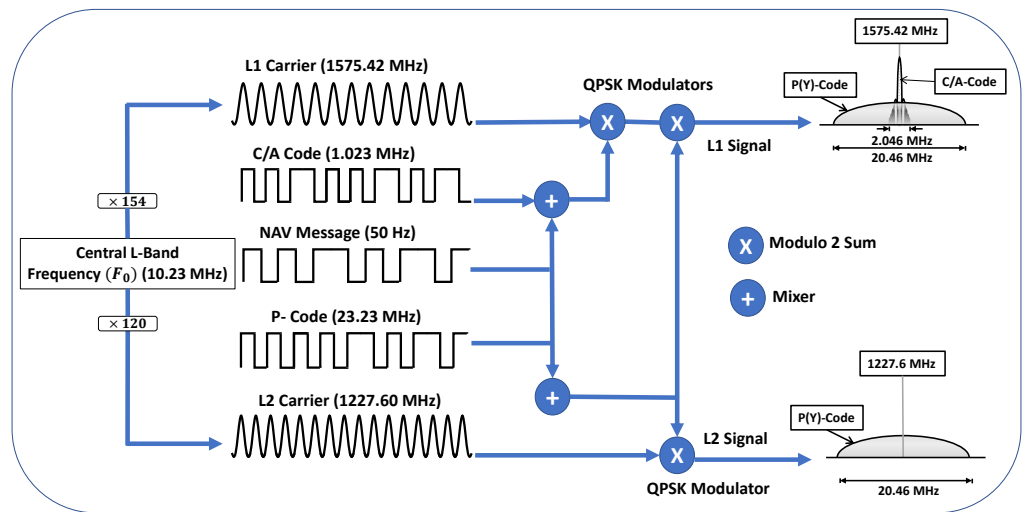 L1 Carrier (1575.42 MHz)
C/A Code (1.023 MHz)
× 154
NAV Message (50 Hz)
Central L-Band
Frequency (F₀) (10.23 MHz)
× 120
P- Code (23.23 MHz)
L2 Carrier (1227.60 MHz)
QPSK Modulators
X
X
L1 Signal
+
+
X
L2 Signal
QPSK Modulator
X
Modulo 2 Sum
+
Mixer
1575.42 MHz
P(Y)-Code
C/A-Code
2.046 MHz
20.46 MHz
1227.6 MHz
P(Y)-Code
20.46 MHz